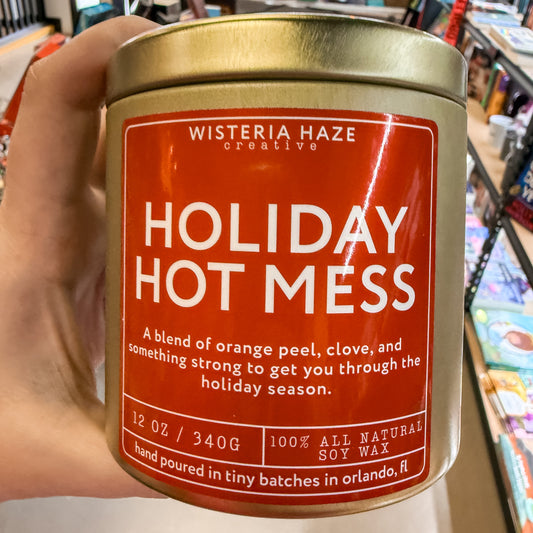 WISTERIA HAZE
creative
HOLIDAY
HOT MESS
A blend of orange peel, clove, and
something strong to get you through the
holiday season.
12 OZ / 340G
100% ALL NATURAL
SOY WAX
hand poured in tiny batches in orlando, fl